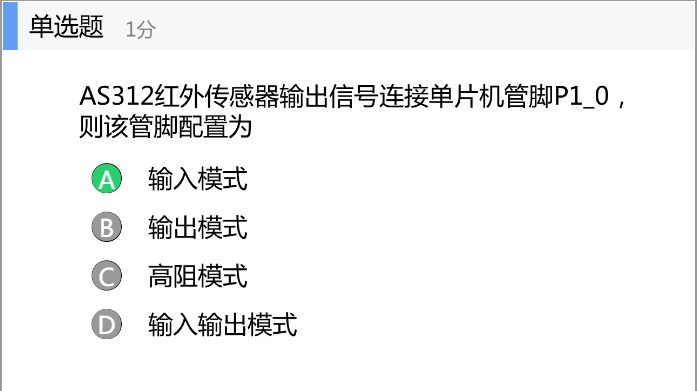 单选题 1分
AS312红外传感器输出信号连接单片机管脚P1_0，
则该管脚配置为
A 输入模式
B 输出模式
C 高阻模式
D 输入输出模式